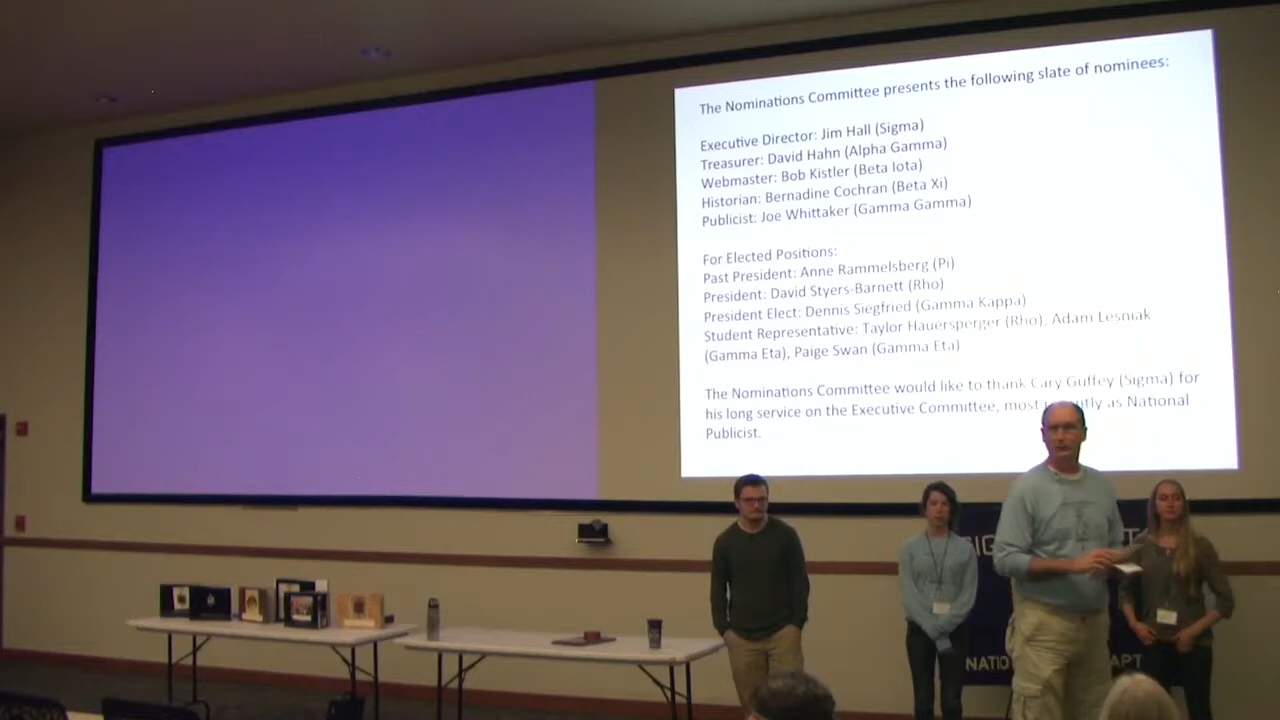 The Nominations Committee presents the following slate of nominees:
Executive Director: Jim Hall (Sigma)
Treasurer: David Hahn (Alpha Gamma)
Webmaster: Bob Kistler (Beta Iota)
Historian: Bernadine Cochran (Beta Xi)
Publicist: Joe Whittaker (Gamma Gamma)
For Elected Positions:
Past President: Anne Rammelsberg (Pi)
President: David Styers-Barnett (Rho)
President Elect: Dennis Siegfried (Gamma Kappa)
Student Representative: Taylor Hauersperger (Rho), Adam Lesniak
(Gamma Eta), Paige Swan (Gamma Eta)
The Nominations Committee would like to thank Cary Guffey (Sigma) for
his long service on the Executive Committee, most recently as National
Publicist.